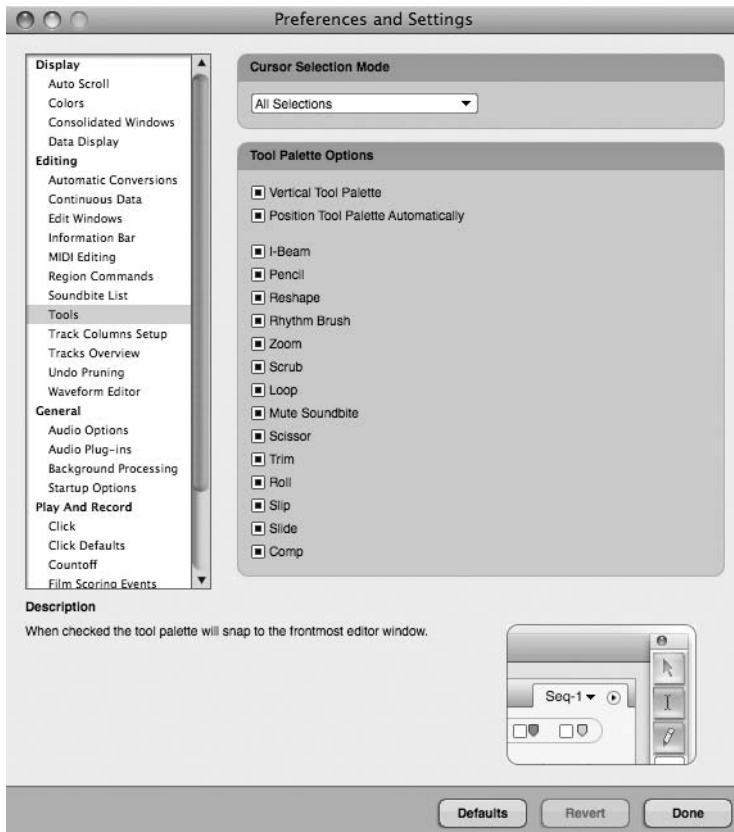 Preferences and Settings
Display
Auto Scroll
Colors
Consolidated Windows
Data Display
Editing
Automatic Conversions
Continuous Data
Edit Windows
Information Bar
MIDI Editing
Region Commands
Soundbite List
Tools
Track Columns Setup
Tracks Overview
Undo Pruning
Waveform Editor
General
Audio Options
Audio Plug-ins
Background Processing
Startup Options
Play And Record
Click
Click Defaults
Countoff
Film Scoring Events
Cursor Selection Mode
All Selections
Tool Palette Options
Vertical Tool Palette
Position Tool Palette Automatically
I-Beam
Pencil
Reshape
Rhythm Brush
Zoom
Scrub
Loop
Mute Soundbite
Scissor
Trim
Roll
Slip
Slide
Comp
Description
When checked the tool palette will snap to the frontmost editor window.
Seq-1
Defaults
Revert
Done